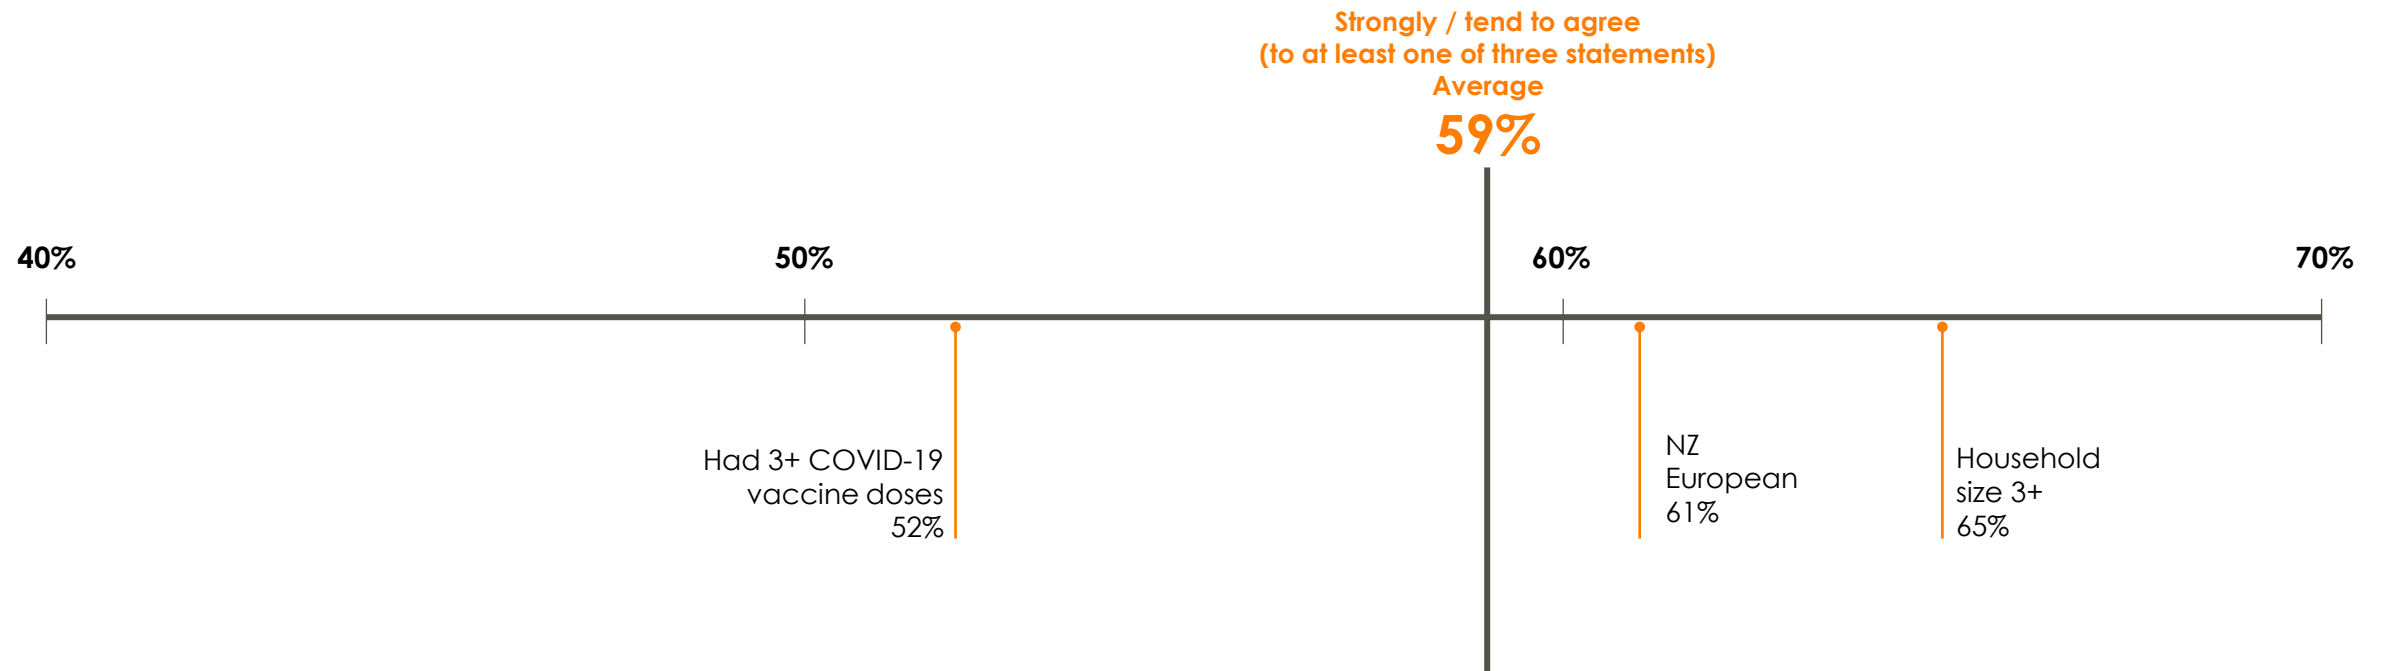 Strongly / tend to agree
(to at least one of three statements)
Average
59%
40%
50%
60%
70%
Had 3+ COVID-19
vaccine doses
52%
NZ
European
61%
Household
size 3+
65%